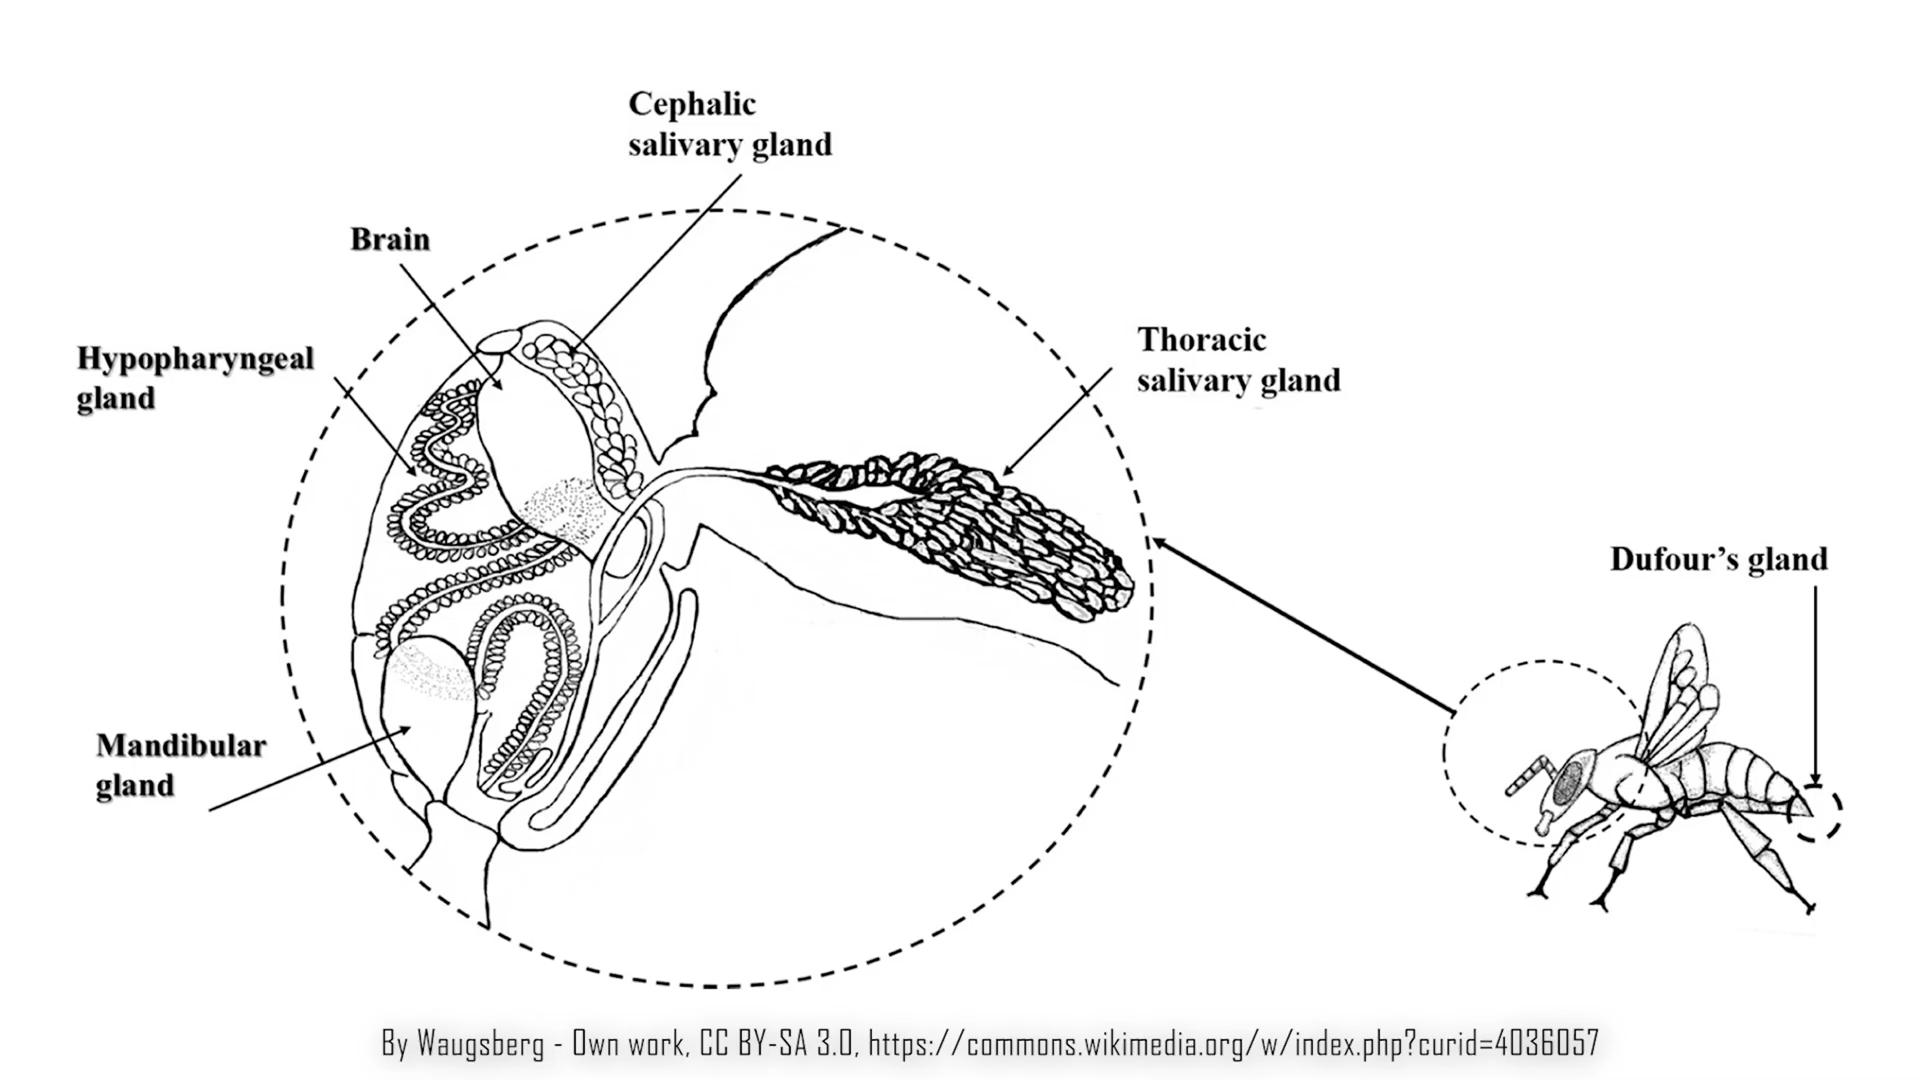 Cephalic
salivary gland
Brain
Hypopharyngeal
gland
Thoracic
salivary gland
Dufour’s gland
Mandibular
gland
By Waugsberg - Own work, CC BY-SA 3.0, https://commons.wikimedia.org/w/index.php?curid=4036057